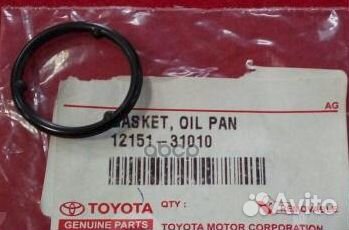 AG
GASKET, OIL PAN
12151-31010
TOYOTA
QTY :
GENUINE PARTS
TOYOTA MOTOR CORPORATION
Avito